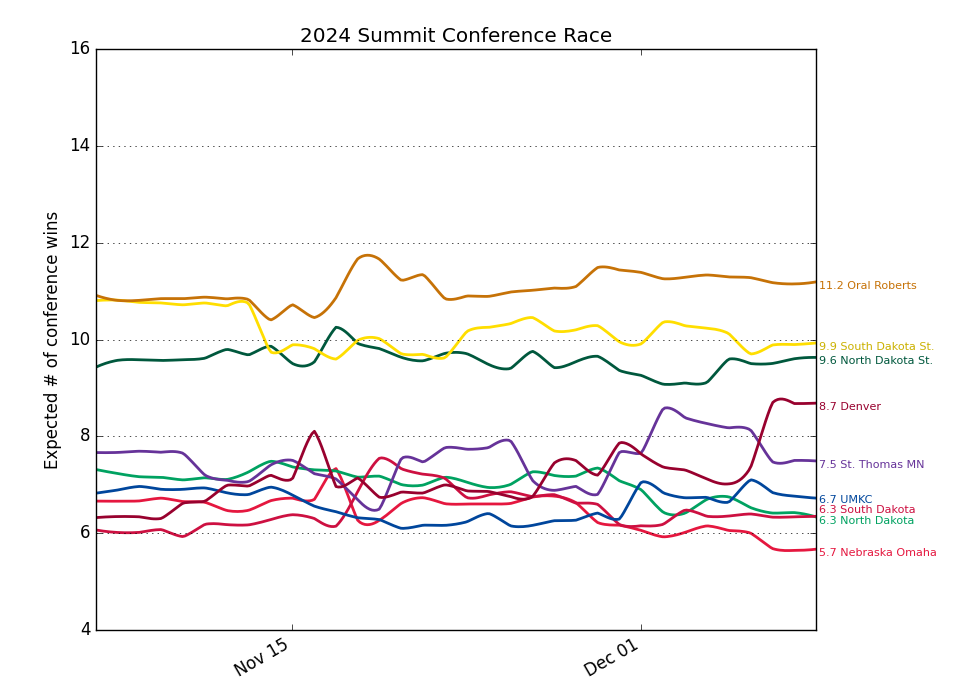 2024 Summit Conference Race
Expected # of conference wins
16
14
12
10
8
6
4
Nov 15
Dec 01
11.2 Oral Roberts
9.9 South Dakota St.
9.6 North Dakota St.
8.7 Denver
7.5 St. Thomas MN
6.7 UMKC
6.3 South Dakota
6.3 North Dakota
5.7 Nebraska Omaha